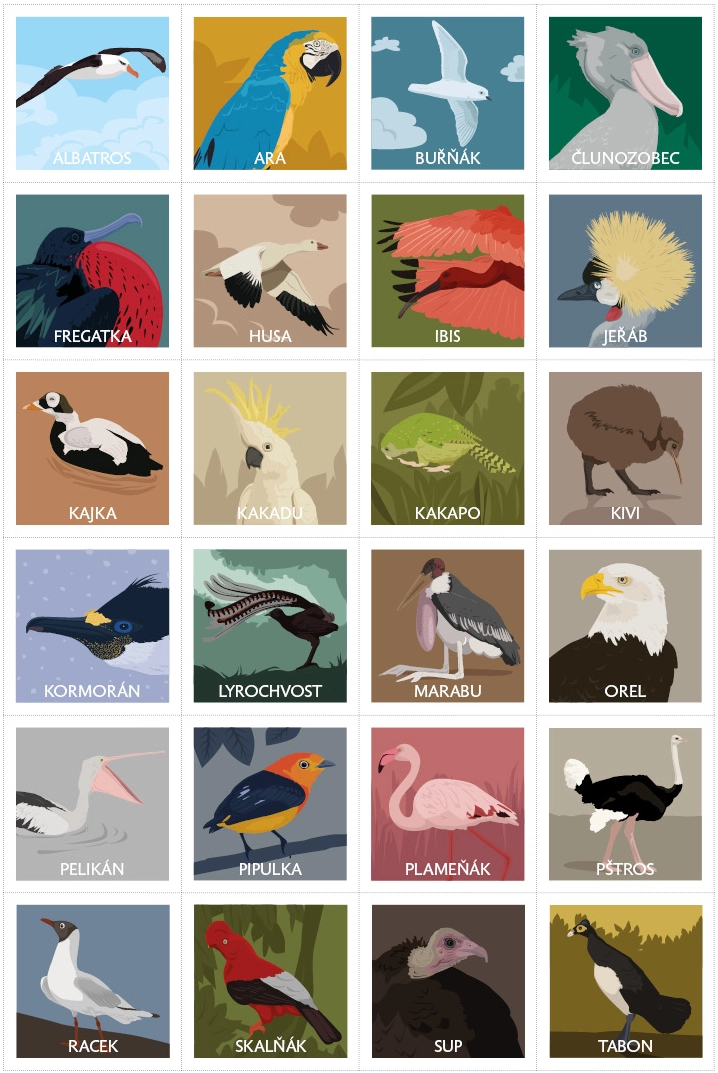 ALBATROS
ARA
BUŘŇÁK
ČLUNOZOBEC
FREGATKA
HUSA
IBIS
JEŘÁB
KAJKA
KAKADU
KAKAPO
KIVI
KORMORÁN
LYROCHVOST
MARABU
OREL
PELIKÁN
PIPULKA
PLAMEŇÁK
PŠTROS
RACEK
SKALŇÁK
SUP
TABON